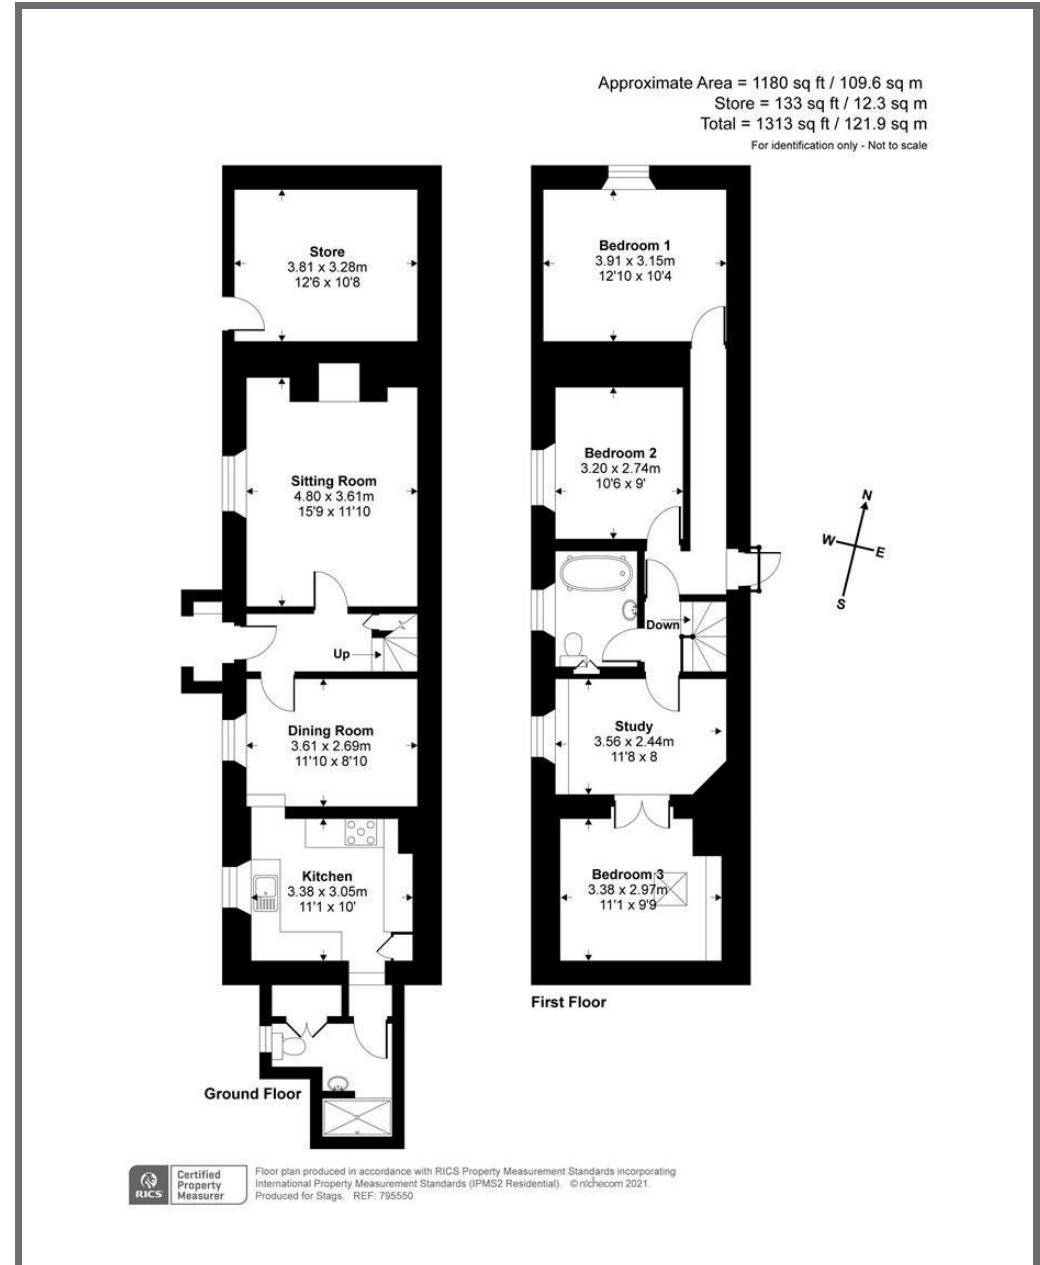 Approximate Area = 1180 sq ft / 109.6 sq m
Store = 133 sq ft / 12.3 sq m
Total = 1313 sq ft / 121.9 sq m
For identification only - Not to scale
Store
3.81 x 3.28m
12'6 x 10'8
Bedroom 1
3.91 x 3.15m
12'10 x 10'4
Sitting Room
4.80 x 3.61m
15'9 x 11'10
Bedroom 2
3.20 x 2.74m
10'6 x 9'
N
W
E
S
Up
Down
Dining Room
3.61 x 2.69m
11'10 x 8'10
Study
3.56 x 2.44m
11'8 x 8
Kitchen
3.38 x 3.05m
11'1 x 10'
Bedroom 3
3.38 x 2.97m
11'1 x 9'9
First Floor
Ground Floor
RICS
Certified
Property
Measurer
Floor plan produced in accordance with RICS Property Measurement Standards incorporating
International Property Measurement Standards (IPMS2 Residential). © nichecom 2021.
Produced for Stags. REF: 795550